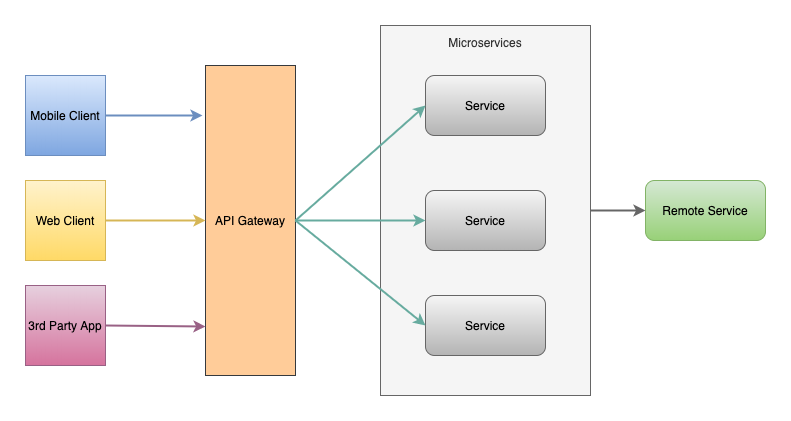 Microservices
Mobile Client
Service
Web Client
API Gateway
Service
Remote Service
3rd Party App
Service